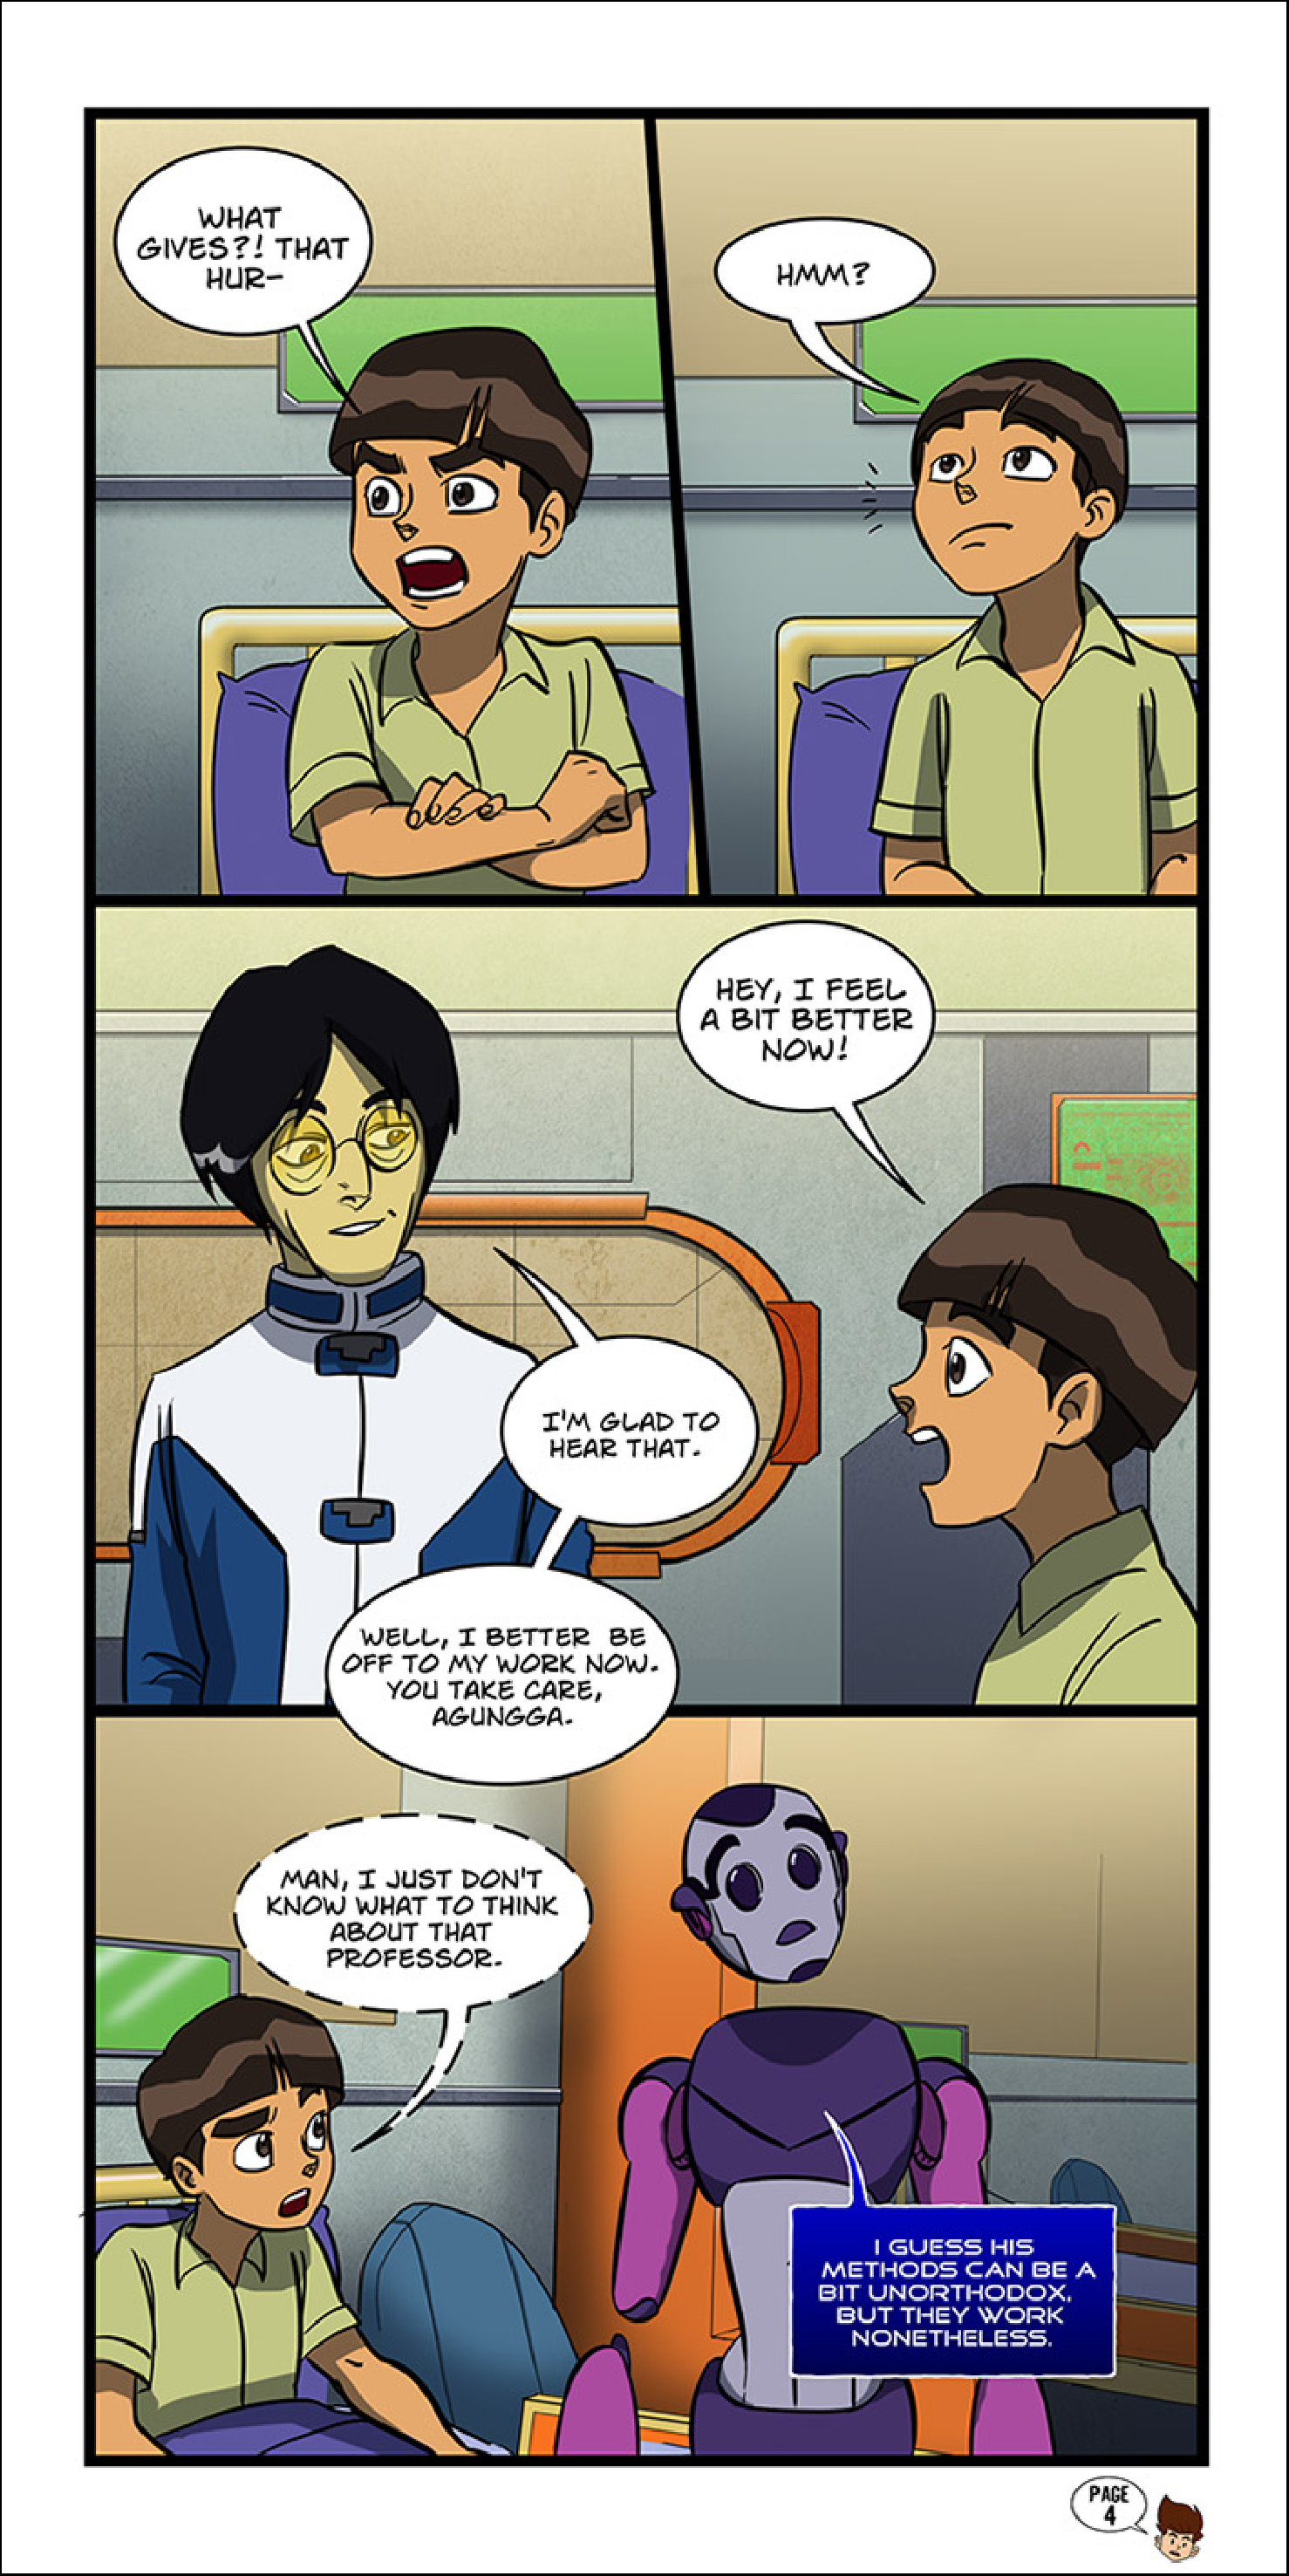 WHAT
GIVES?! THAT
HUR-
HMM?
HEY, I FEEL
A BIT BETTER
NOW!
I'M GLAD TO
HEAR THAT.
WELL, I BETTER BE
OFF TO MY WORK NOW.
YOU TAKE CARE,
AGUNGGA.
MAN, I JUST DON'T
KNOW WHAT TO THINK
ABOUT THAT
PROFESSOR.
I GUESS HIS
METHODS CAN BE A
BIT UNORTHODOX.
BUT THEY WORK
NONETHELESS.
PAGE
4